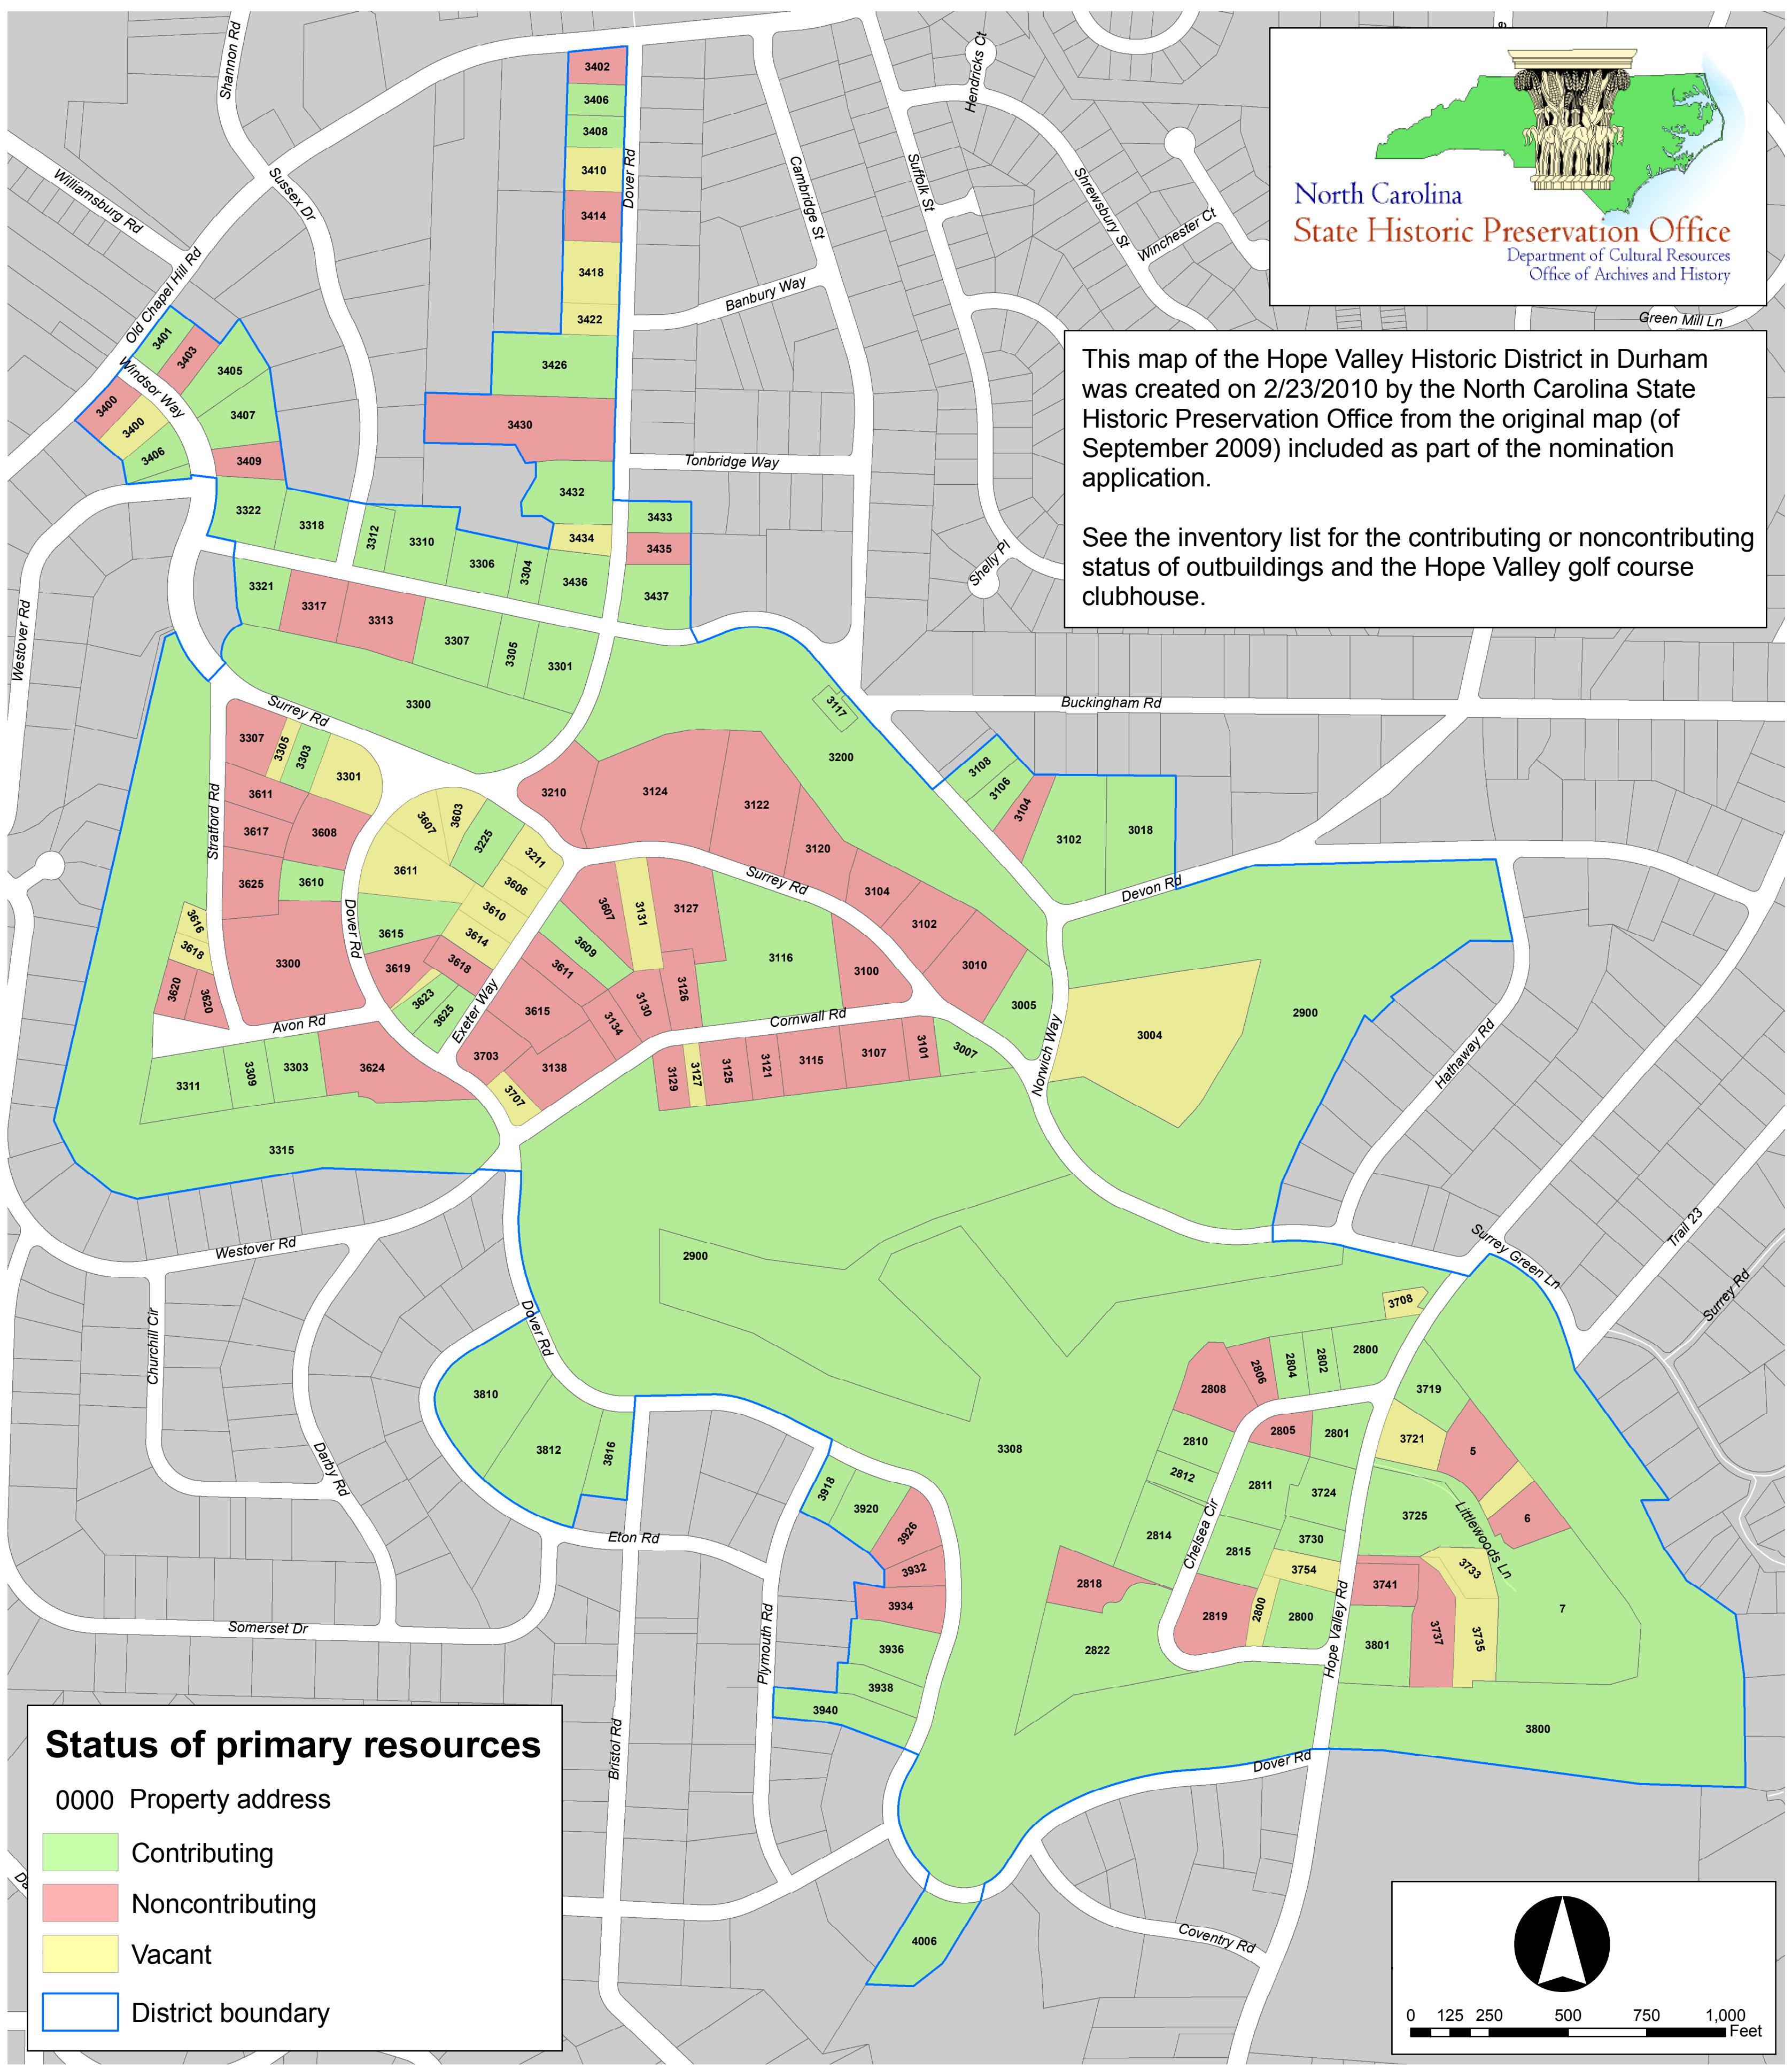 Shannon Rd
Sussex Dr
Williamsburg Rd
Old Chapel Hill Rd
Windsor Way
Westover Rd
Dover Rd
Cambridge St
Suffolk St
Hendricks Ct
Shrewsbury St
Winchester Ct
Banbury Way
Tonbridge Way
Shelly Pl
Buckingham Rd
Green Mill Ln
e
North Carolina
State Historic Preservation Office
Department of Cultural Resources
Office of Archives and History
This map of the Hope Valley Historic District in Durham
was created on 2/23/2010 by the North Carolina State
Historic Preservation Office from the original map (of
September 2009) included as part of the nomination
application.
See the inventory list for the contributing or noncontributing
status of outbuildings and the Hope Valley golf course
clubhouse.
3402
3406
3408
3410
3414
3418
3422
3426
3430
3432
3434
3436
3433
3435
3437
3401
3403
3405
3407
3409
3400
3400
3406
3322
3318
3312
3310
3306
3304
3321
3317
3313
3307
3305
3301
3300
Surrey Rd
3117
3200
3307
3305
3303
3301
3611
3617
3608
3625
3610
3300
Stratford Rd
3616
3618
3620
3620
Avon Rd
Dover Rd
3607
3603
3225
3211
3611
3606
3610
3614
3615
3619
3618
3623
3625
Exeter Way
3210
3124
3122
3120
3104
3102
3010
3005
Surrey Rd
3607
3131
3127
3609
3611
3615
3126
3130
3134
3138
3703
3707
3116
3100
Cornwall Rd
3129
3127
3125
3121
3115
3107
3101
3007
3108
3106
3104
3102
3018
Devon Rd
Norwich Way
3004
2900
Hathaway Rd
3311
3309
3303
3624
3315
Westover Rd
Churchill Cir
Darby Rd
Somerset Dr
Eton Rd
Bristol Rd
Plymouth Rd
Dover Rd
2900
3308
3810
3812
3816
3918
3920
3926
3932
3934
3936
3938
3940
4006
Surrey Green Ln
Trail 23
Surrey Rd
3708
2808
2806
2804
2802
2800
2805
2801
2810
2812
2811
3724
2814
2815
3730
3754
2818
2819
2800
2800
2822
Chelsea Cir
Hope Valley Rd
3719
3721
5
6
3725
Littlewoods Ln
3733
3741
3737
3735
3801
7
3800
Dover Rd
Coventry Rd
Status of primary resources
0000 Property address
Contributing
Noncontributing
Vacant
District boundary
0 125 250 500 750 1,000
Feet